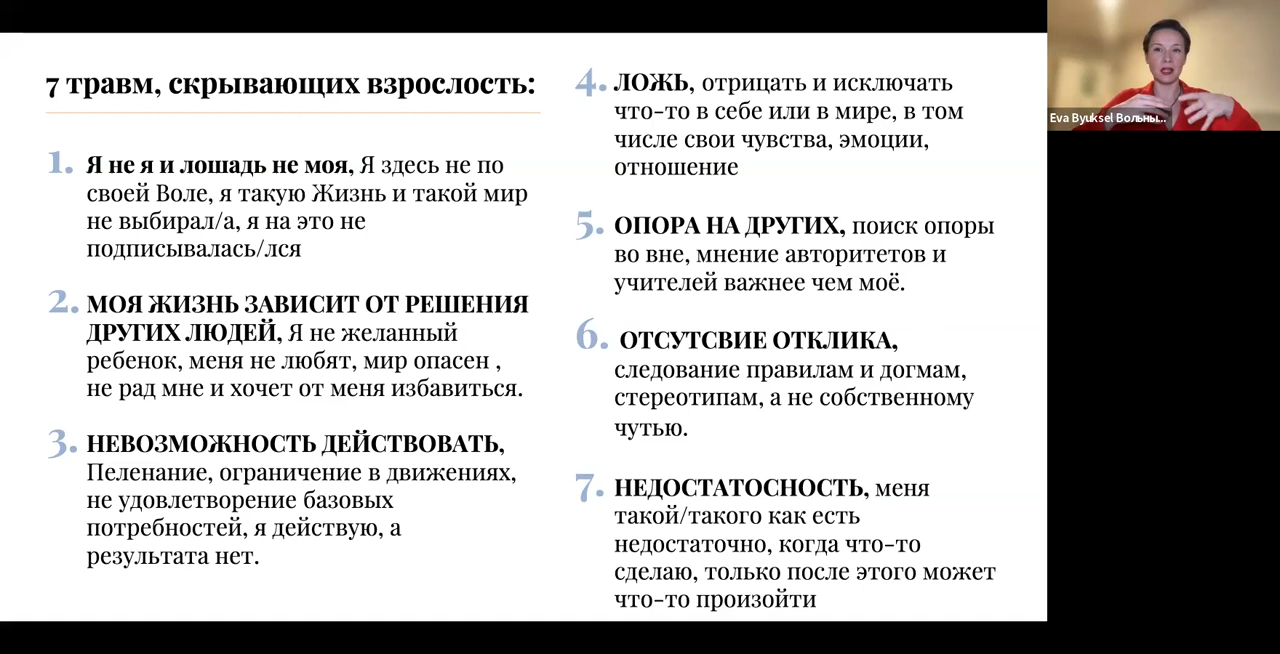 7 травм, скрывающих взрослость:
1. Я не я и лошадь не моя, Я здесь не по
своей Воле, я такую Жизнь и такой мир
не выбирал/а, я на это не
подписывалась/лся
2. МОЯ ЖИЗНЬ ЗАВИСИТ ОТ РЕШЕНИЯ
ДРУГИХ ЛЮДЕЙ, Я не желанный
ребенок, меня не любят, мир опасен ,
не рад мне и хочет от меня избавиться.
3. НЕВОЗМОЖНОСТЬ ДЕЙСТВОВАТЬ,
Пеленание, ограничение в движениях,
не удовлетворение базовых
потребностей, я действую, а
результата нет.
4. ЛОЖЬ, отрицать и исключать
что-то в себе или в мире, в том
числе свои чувства, эмоции,
отношение
5. ОПОРА НА ДРУГИХ, поиск опоры
во вне, мнение авторитетов и
учителей важнее чем моё.
6. ОТСУТСВИЕ ОТКЛИКА,
следование правилам и догмам,
стереотипам, а не собственному
чутью.
7. НЕДОСТАТОСНОСТЬ, меня
такой/такого как есть
недостаточно, когда что-то
сделаю, только после этого может
что-то произойти
Eva Byuksel Вольны...